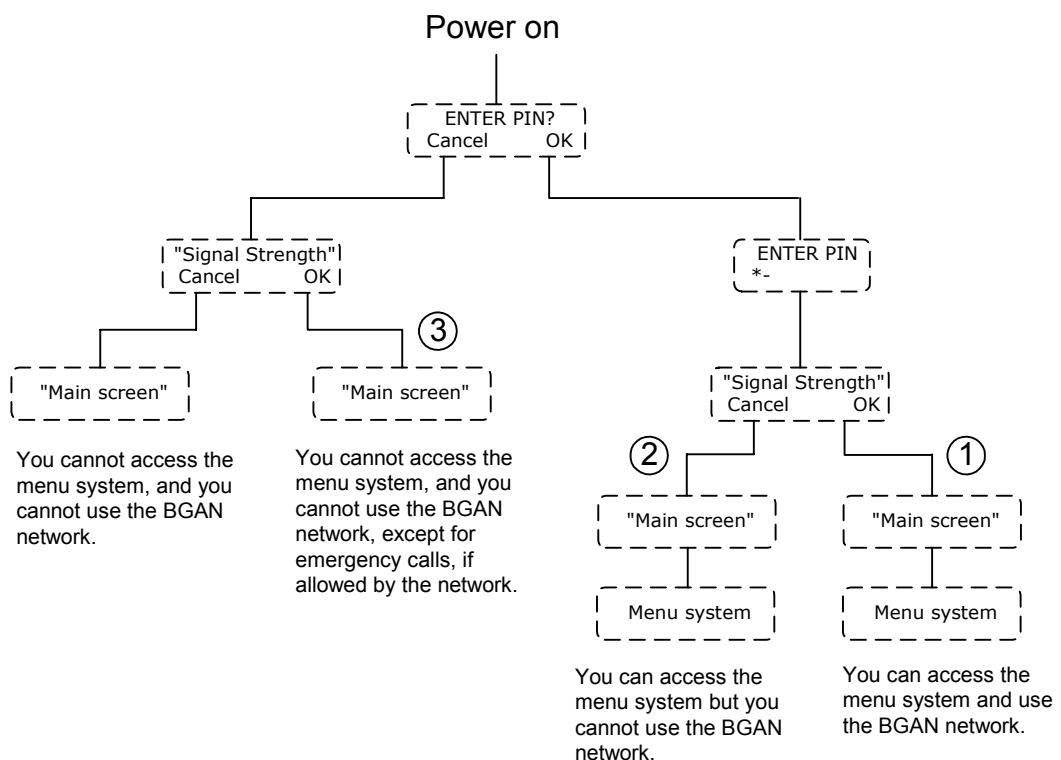 Power on
ENTER PIN?
Cancel OK
"Signal Strength"
Cancel OK
ENTER PIN
*-
3
"Main screen"
"Main screen"
You cannot access the
menu system, and you
cannot use the BGAN
network.
You cannot access the
menu system, and you
cannot use the BGAN
network, except for
emergency calls, if
allowed by the network.
"Signal Strength"
Cancel OK
2
1
"Main screen"
"Main screen"
Menu system
Menu system
You can access the
menu system but you
cannot use the BGAN
network.
You can access the
menu system and use
the BGAN network.